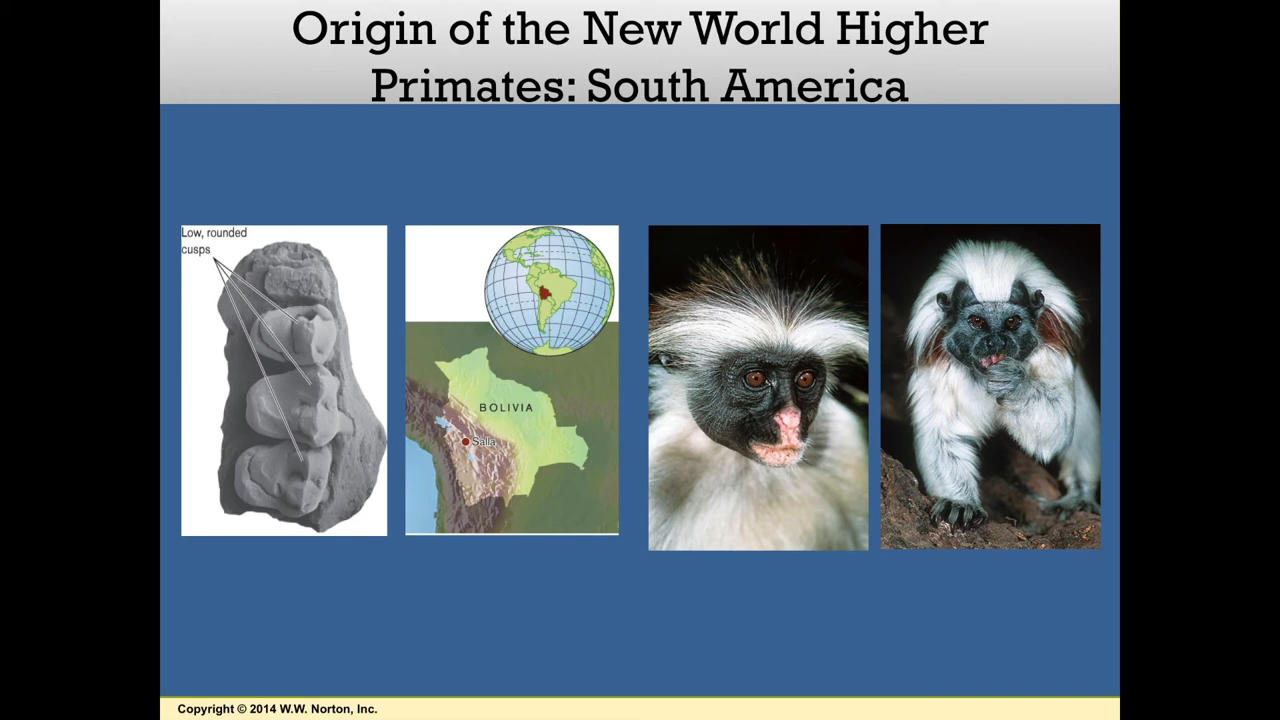 Origin of the New World Higher
Primates: South America
Low, rounded
cusps
BOLIVIA
Salla
Copyright © 2014 W.W. Norton, Inc.